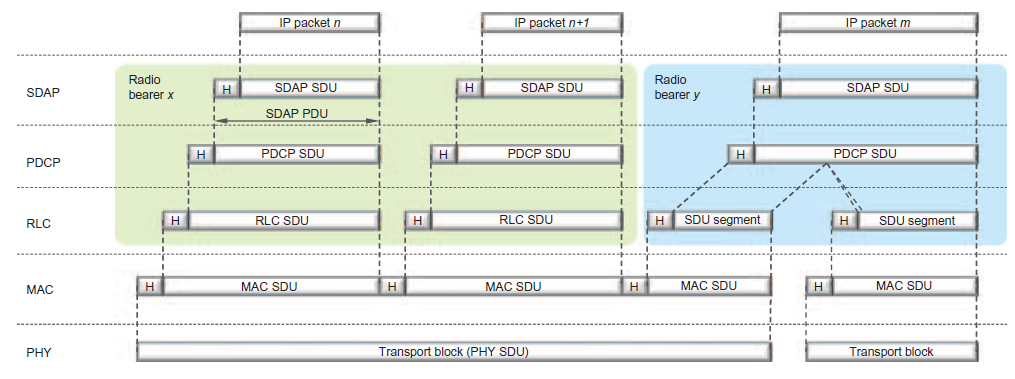 IP packet n
IP packet n+1
IP packet m
Radio
bearer x
Radio
bearer y
SDAP
H
SDAP SDU
H
SDAP SDU
H
SDAP SDU
SDAP PDU
PDCP
H
PDCP SDU
H
PDCP SDU
H
PDCP SDU
RLC
H
RLC SDU
H
RLC SDU
H
SDU segment
H
SDU segment
MAC
H
MAC SDU
H
MAC SDU
H
MAC SDU
H
MAC SDU
PHY
Transport block (PHY SDU)
Transport block